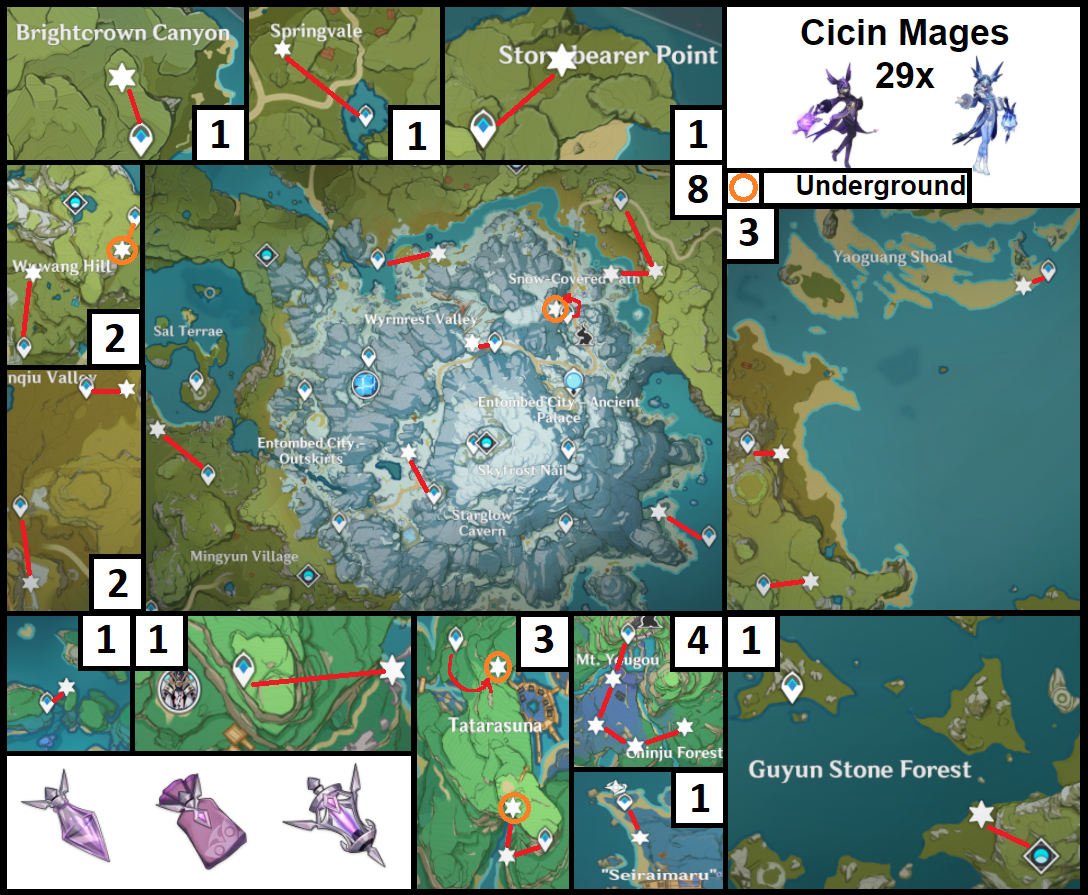 Brightcrown Canyon
1
Springvale
1
Stormbearer Point
1
Cicin Mages
29x
Underground
Wuwang Hill
2
8
Snow-Covered Path
Wyrmrest Valley
Sal Terrae
Entombed City - Ancient
Palace
Entombed City -
Outskirts
Skyfrost Nail
Starglow
Cavern
Mingyun Village
3
Yaoguang Shoal
nqiu Valley
2
1
1
3
Tatarasuna
4
Mt. Yougou
Chinju Forest
1
"Seiraimaru"
1
Guyun Stone Forest